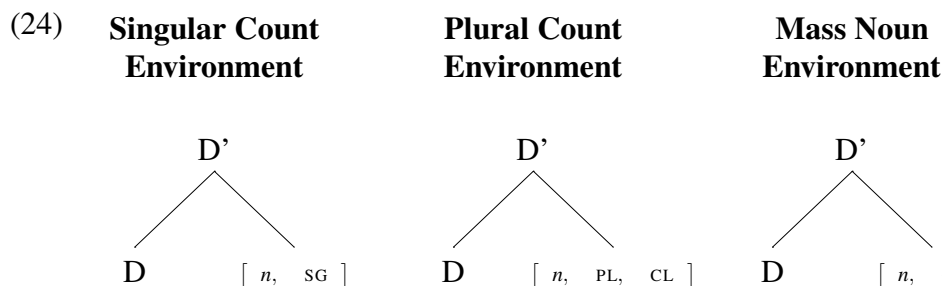 (24) Singular Count Plural Count Mass Noun
Environment Environment Environment
D’ D’ D’
D [ n, SG ] D [ n, PL, CL ] D [ n,